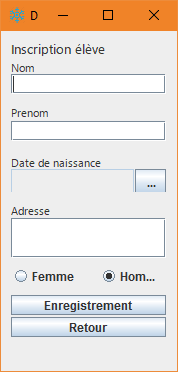 D
Inscription élève
Nom
Prenom
Date de naissance
...
Adresse
Femme Hom...
Enregistrement
Retour